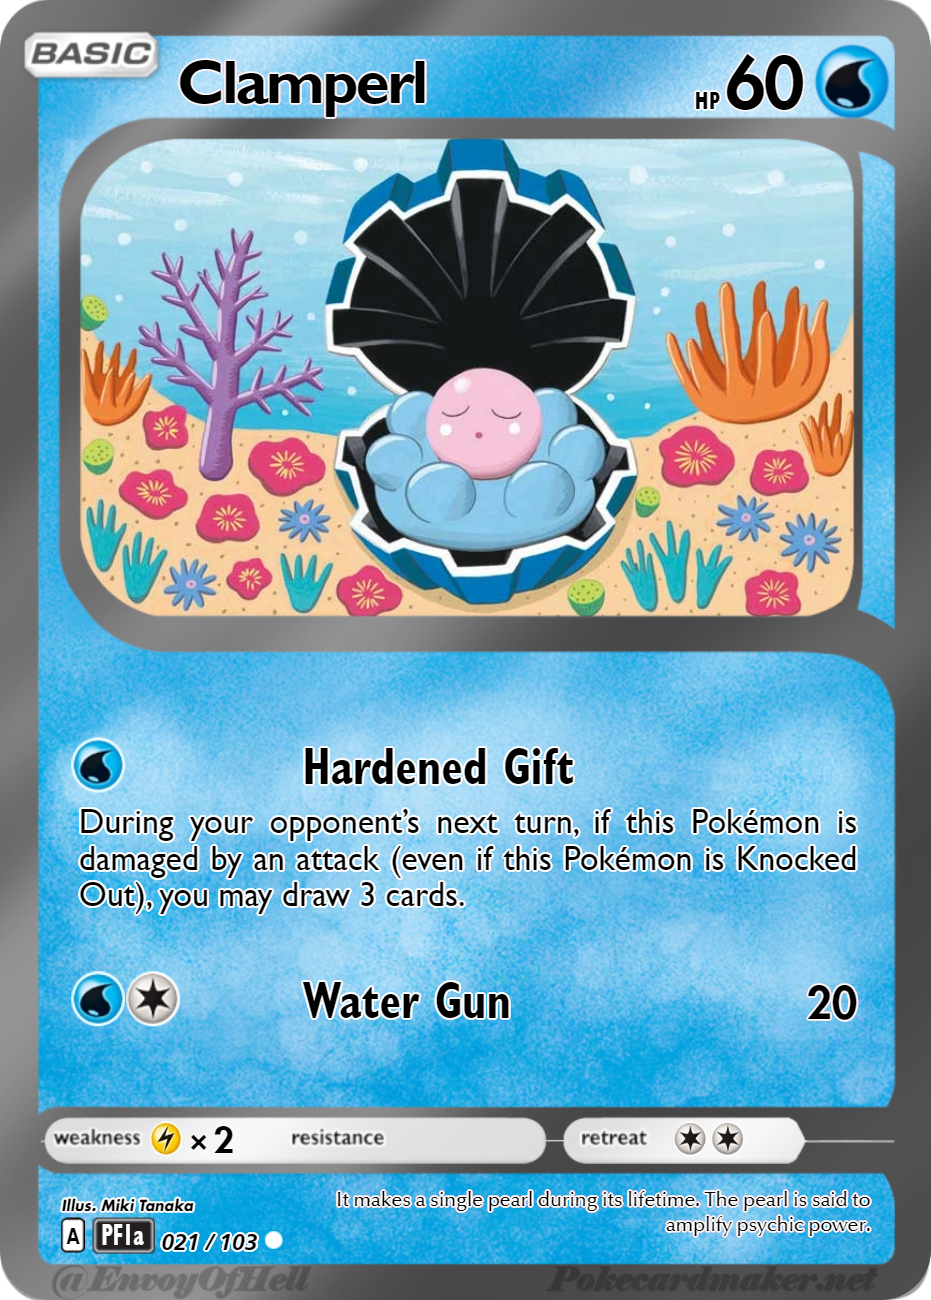 BASIC
Clamperl
HP 60
Hardened Gift
During your opponent's next turn, if this Pokémon is
damaged by an attack (even if this Pokémon is Knocked
Out), you may draw 3 cards.
Water Gun 20
weakness × 2 resistance retreat
Illus. Miki Tanaka
It makes a single pearl during its lifetime. The pearl is said to
amplify psychic power.
A PF1a 021 / 103
@EnvoyOfHell Pokecardmaker.net